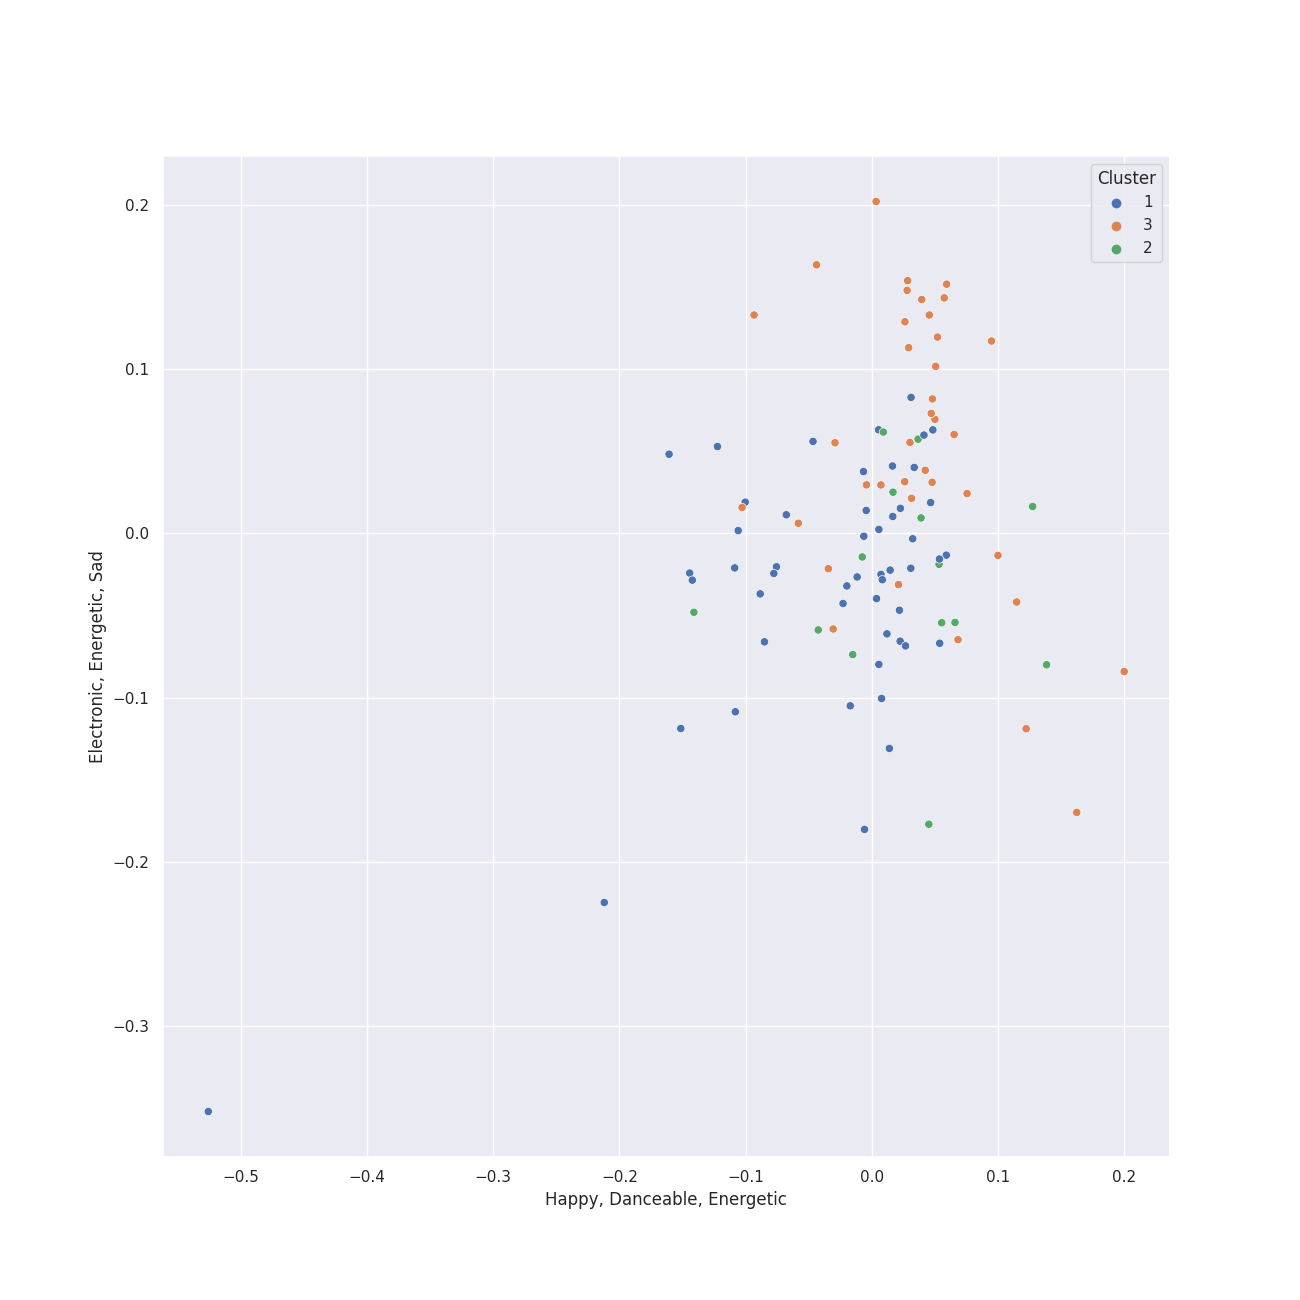 Cluster
1
3
2
0.2
0.1
0.0
−0.1
−0.2
−0.3
Electronic, Energetic, Sad
−0.5 −0.4 −0.3 −0.2 −0.1 0.0 0.1 0.2
Happy, Danceable, Energetic